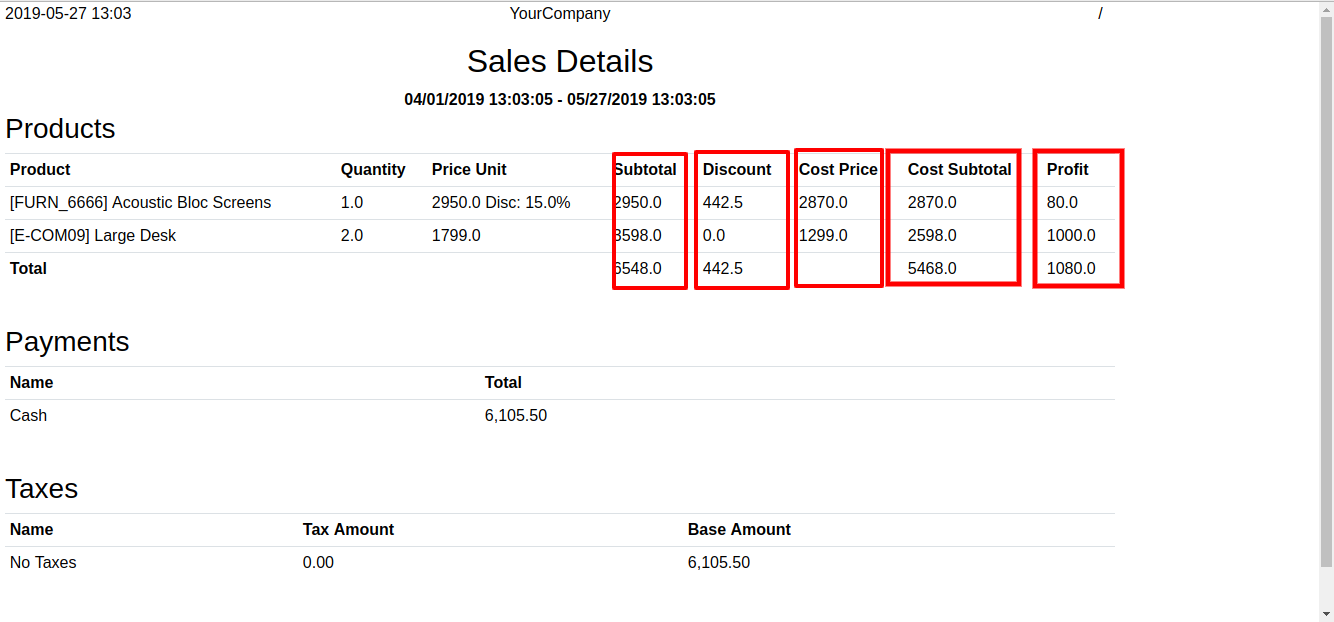 2019-05-27 13:03 YourCompany /
Sales Details
04/01/2019 13:03:05 - 05/27/2019 13:03:05
Products
Product Quantity Price Unit Subtotal Discount Cost Price Cost Subtotal Profit
[FURN_6666] Acoustic Bloc Screens 1.0 2950.0 Disc: 15.0% 2950.0 442.5 2870.0 2870.0 80.0
[E-COM09] Large Desk 2.0 1799.0 3598.0 0.0 1299.0 2598.0 1000.0
Total 6548.0 442.5 5468.0 1080.0
Payments
Name Total
Cash 6,105.50
Taxes
Name Tax Amount Base Amount
No Taxes 0.00 6,105.50